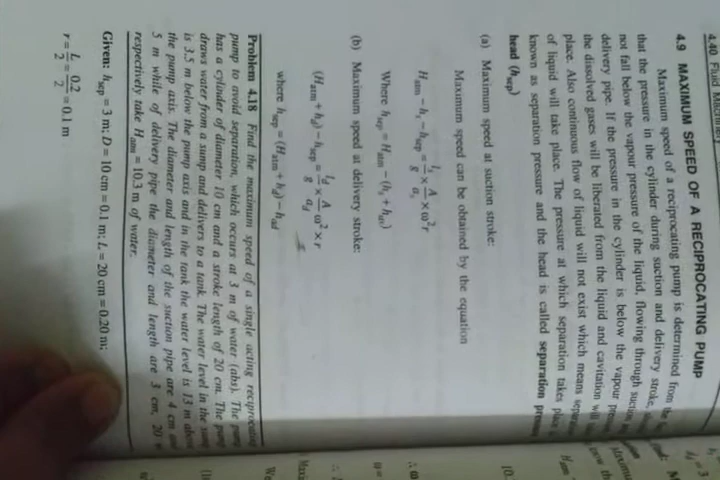 4.40 Fluid Machinery
4.9 MAXIMUM SPEED OF A RECIPROCATING PUMP
Maximum speed of a reciprocating pump is determined from the
that the pressure in the cylinder during suction and delivery stroke,
not fall below the vapour pressure of the liquid, flowing through suction
delivery pipe. If the pressure in the cylinder is below the vapour
the dissolved gases will be liberated from the liquid and cavitation will
place. Also continuous flow of liquid will not exist which means
of liquid will take place. The pressure at which separation takes place
known as separation pressure and the head is called separation pressure
head (h_sep)
(a) Maximum speed at suction stroke:
Maximum speed can be obtained by the equation
H_atm − h_s − h_sep = l_s/g × A/a_s × ω²r
Where h_sep = H_atm − (h_s + h_as)
(b) Maximum speed at delivery stroke:
(H_atm + h_d) − h_sep = l_d/g × A/a_d ω² × r
where h_sep = (H_atm + h_d) − h_ad
Problem 4.18 Find the maximum speed of a single acting reciprocating
pump to avoid separation, which occurs at 3 m of water (abs). The pump
has a cylinder of diameter 10 cm and a stroke length of 20 cm. The pump
draws water from a sump and delivers to a tank. The water level in the sump
is 3.5 m below the pump axis and in the tank the water level is 13 m above
the pump axis. The diameter and length of the suction pipe are 4 cm and
5 m while of delivery pipe the diameter and length are 3 cm, 20
respectively take H_atm = 10.3 m of water.
Given: h_sep = 3 m; D = 10 cm = 0.1 m; L = 20 cm = 0.20 m;
r = L/2 = 0.2/2 = 0.1 m